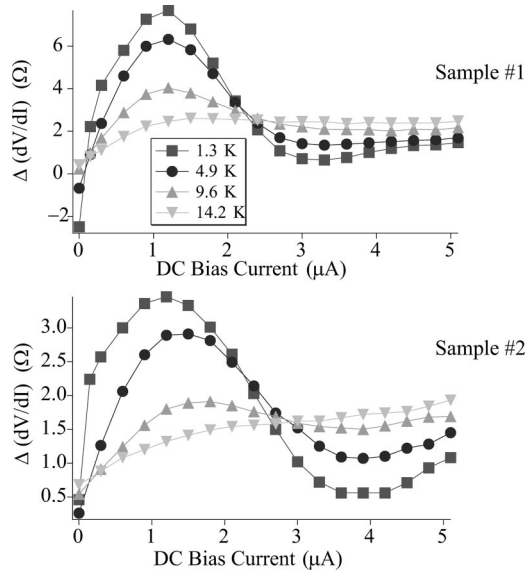 Δ (dV/dI) (Ω)
6
4
2
0
−2
Sample #1
1.3 K
4.9 K
9.6 K
14.2 K
0 1 2 3 4 5
DC Bias Current (μA)
Δ (dV/dI) (Ω)
3.0
2.5
2.0
1.5
1.0
0.5
Sample #2
0 1 2 3 4 5
DC Bias Current (μA)